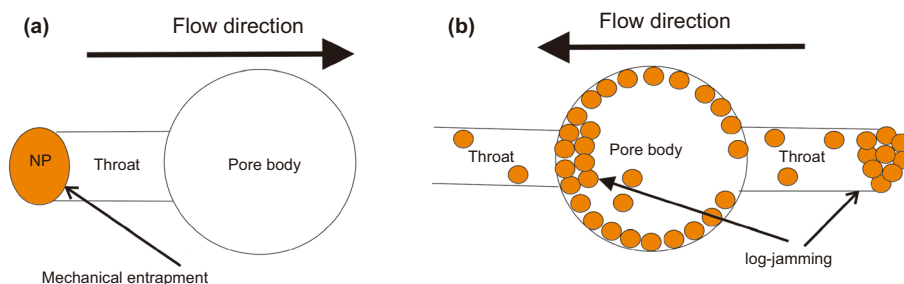 (a)
Flow direction
NP
Throat
Pore body
Mechanical entrapment
(b)
Flow direction
Throat
Pore body
Throat
log-jamming